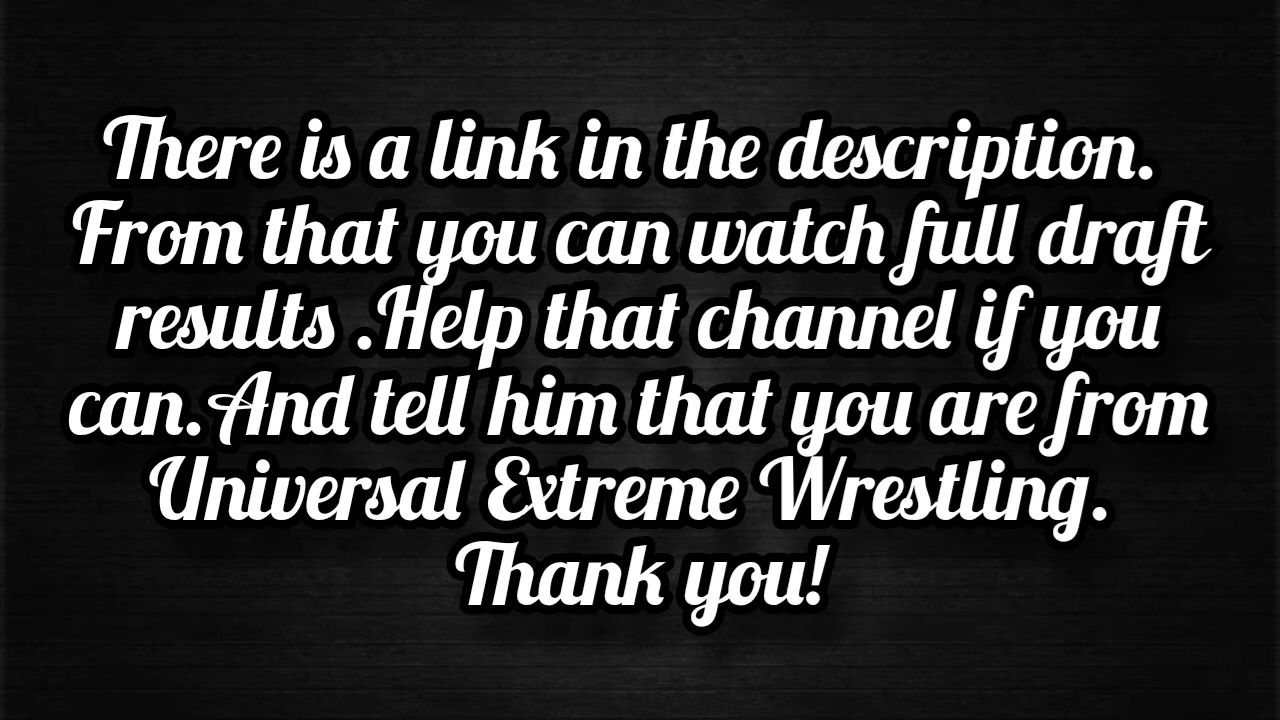 There is a link in the description.
From that you can watch full draft
results .Help that channel if you
can.And tell him that you are from
Universal Extreme Wrestling.
Thank you!